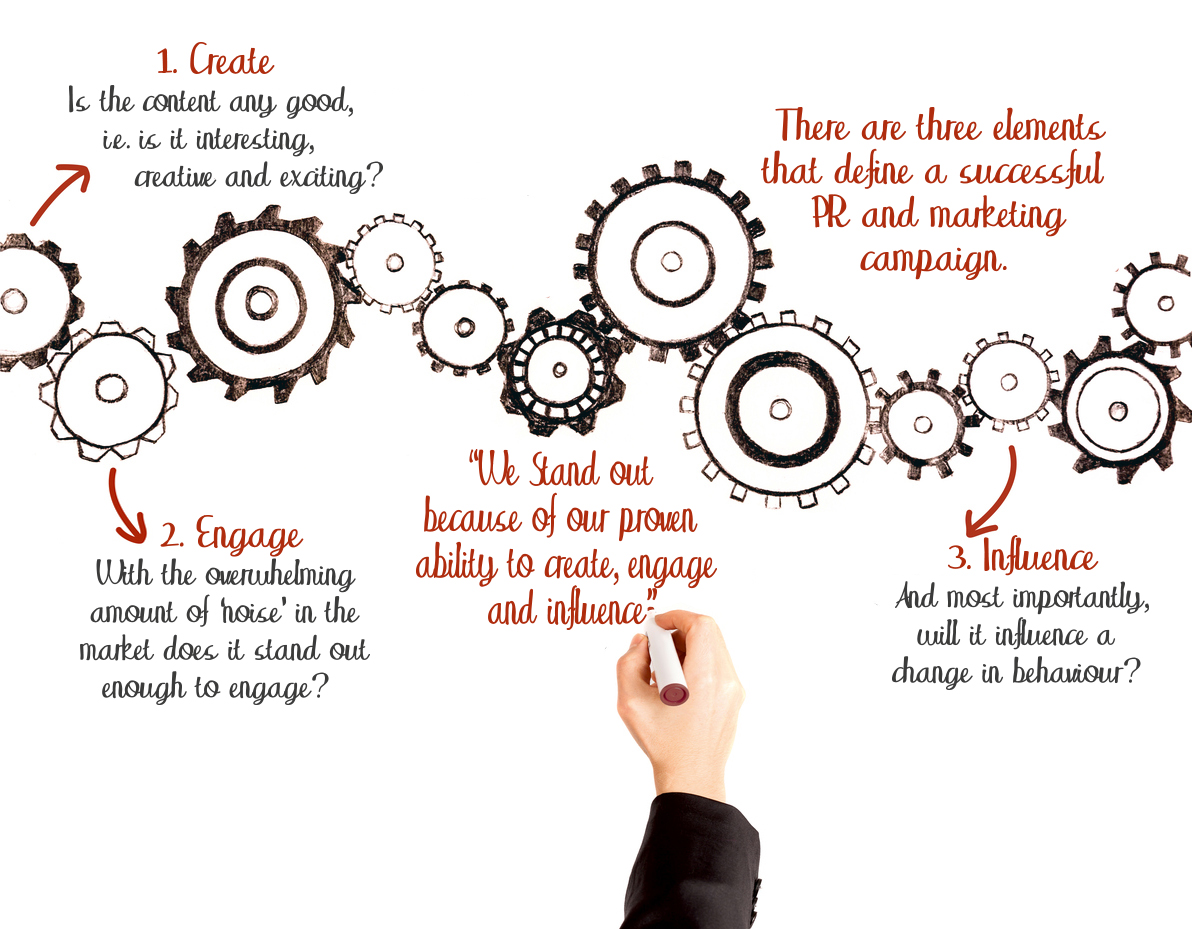 1. Create
Is the content any good,
i.e. is it interesting,
creative and exciting?
There are three elements
that define a successful
PR and marketing
campaign.
2. Engage
With the overwhelming
amount of 'noise' in the
market does it stand out
enough to engage?
"We Stand out
because of our proven
ability to create, engage
and influence"
3. Influence
And most importantly,
will it influence a
change in behaviour?